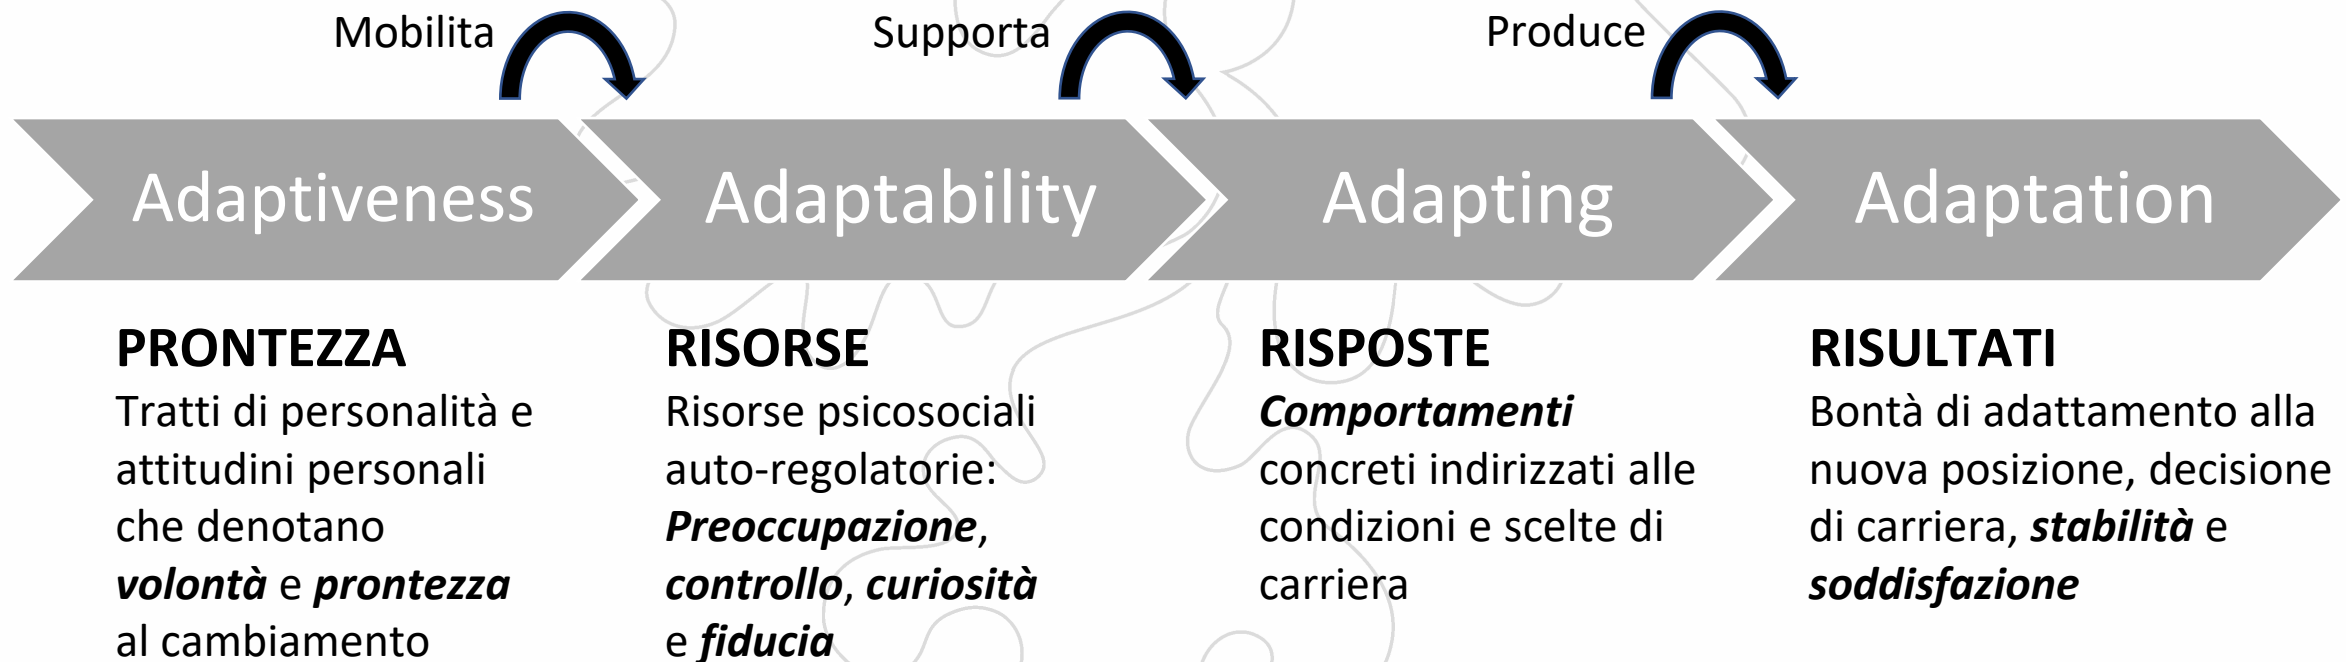 Mobilita
Supporta
Produce
Adaptiveness
Adaptability
Adapting
Adaptation
PRONTEZZA
Tratti di personalità e
attitudini personali
che denotano
volontà e prontezza
al cambiamento
RISORSE
Risorse psicosociali
auto-regolatorie:
Preoccupazione,
controllo, curiosità
e fiducia
RISPOSTE
Comportamenti
concreti indirizzati alle
condizioni e scelte di
carriera
RISULTATI
Bontà di adattamento alla
nuova posizione, decisione
di carriera, stabilità e
soddisfazione